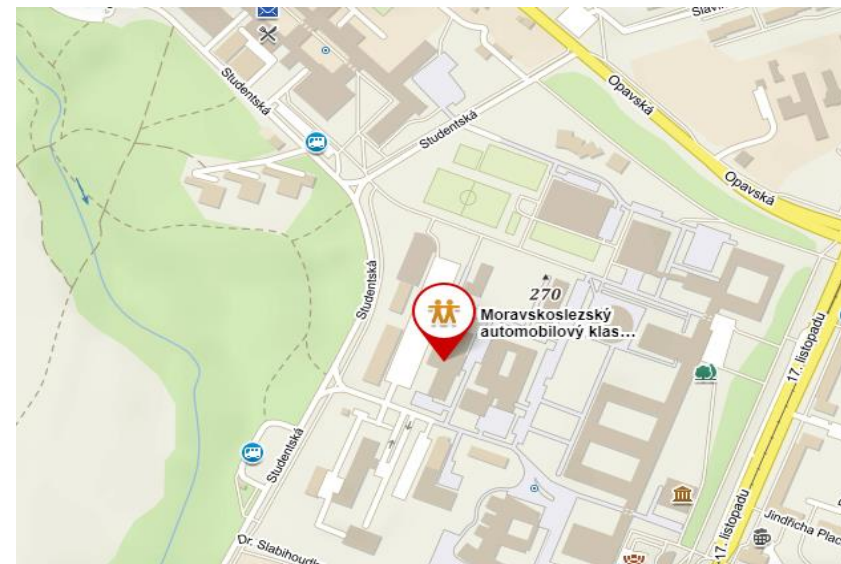 Studentská
Opavská
Studentská
Opavská
Studentská
270
Moravskoslezský
automobilový klas...
17. listopadu
Studentská
17. listopadu
Jindřicha Plac
Dr. Slabihoudk